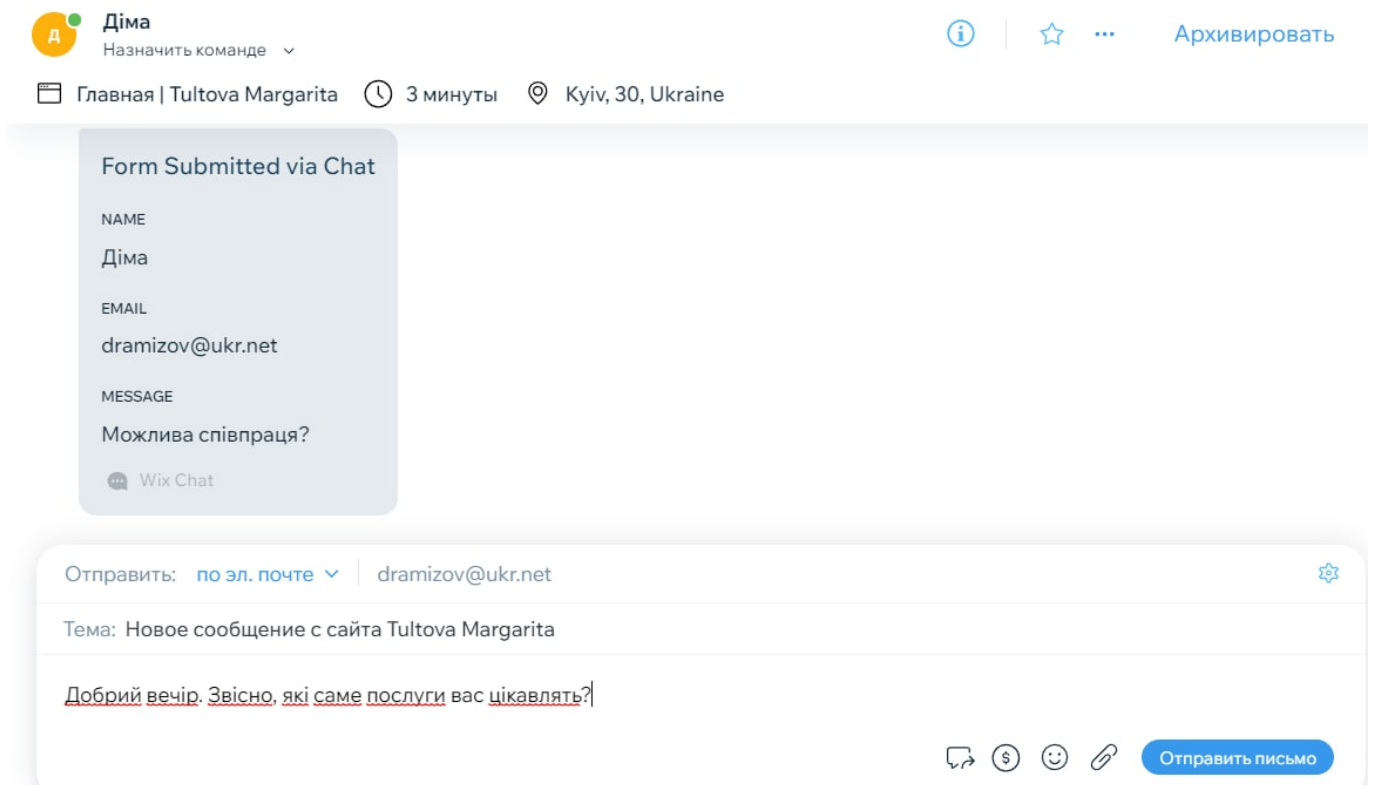 Діма
Д
Назначить команде
Архивировать
Главная | Tultova Margarita 3 минуты Kyiv, 30, Ukraine
Form Submitted via Chat
NAME
Діма
EMAIL
dramizov@ukr.net
MESSAGE
Можлива співпраця?
Wix Chat
Отправить: по эл. почте dramizov@ukr.net
Тема: Новое сообщение с сайта Tultova Margarita
Добрий вечір. Звісно, які саме послуги вас цікавлять?
Отправить письмо